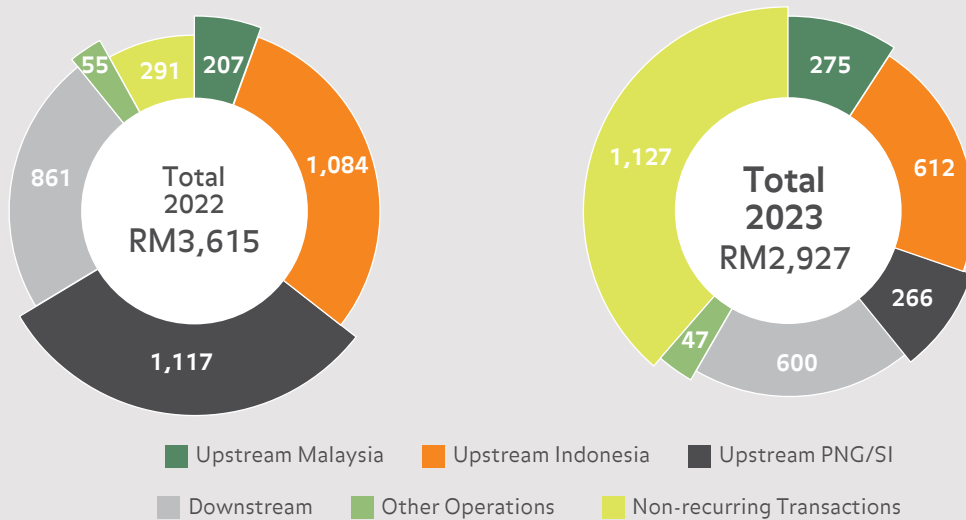 207
1,084
1,117
861
55
291
Total
2022
RM3,615
275
612
266
600
47
1,127
Total
2023
RM2,927
Upstream Malaysia
Upstream Indonesia
Upstream PNG/SI
Downstream
Other Operations
Non-recurring Transactions